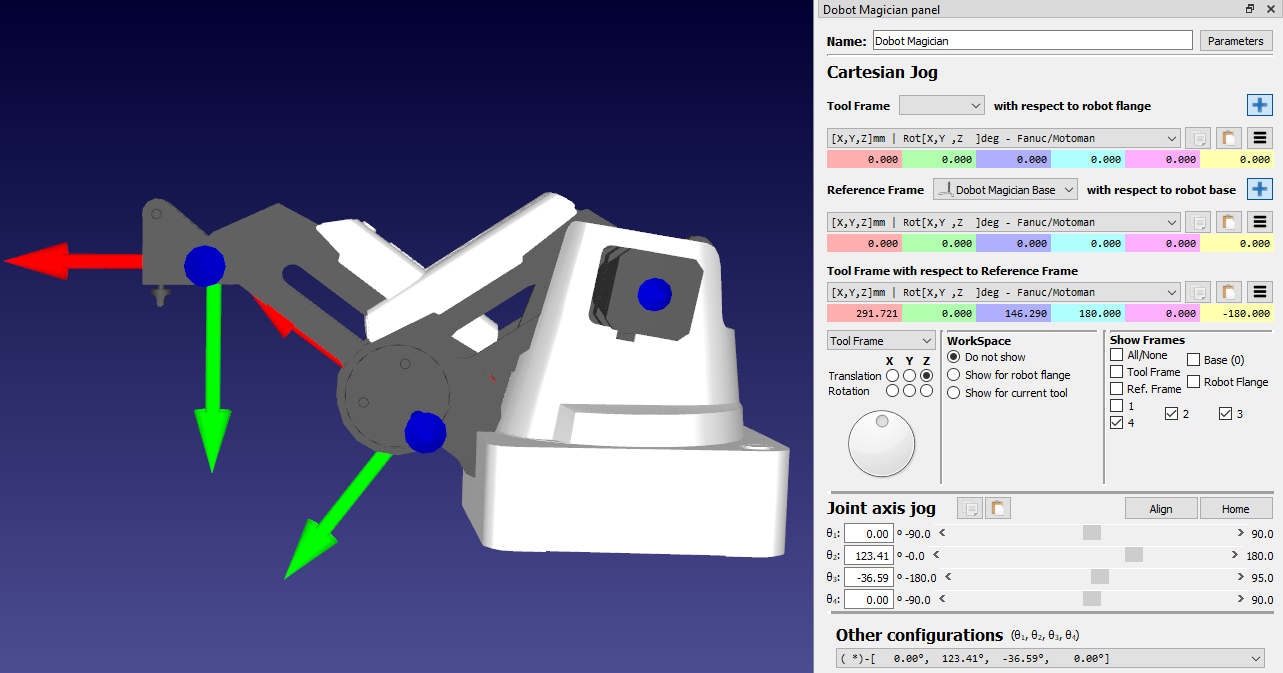 Dobot Magician panel
Name: Dobot Magician Parameters
Cartesian Jog
Tool Frame with respect to robot flange
[X,Y,Z]mm | Rot[X,Y ,Z ]deg - Fanuc/Motoman
0.000 0.000 0.000 0.000 0.000 0.000
Reference Frame Dobot Magician Base with respect to robot base
[X,Y,Z]mm | Rot[X,Y ,Z ]deg - Fanuc/Motoman
0.000 0.000 0.000 0.000 0.000 0.000
Tool Frame with respect to Reference Frame
[X,Y,Z]mm | Rot[X,Y ,Z ]deg - Fanuc/Motoman
291.721 0.000 146.290 180.000 0.000 -180.000
Tool Frame
X Y Z
Translation
Rotation
WorkSpace
Do not show
Show for robot flange
Show for current tool
Show Frames
All/None Base (0)
Tool Frame
Ref. Frame Robot Flange
1 2 3
4
Joint axis jog Align Home
θ₁: 0.00 º -90.0 < > 90.0
θ₂: 123.41 º -0.0 < > 180.0
θ₃: -36.59 º -180.0 < > 95.0
θ₄: 0.00 º -90.0 < > 90.0
Other configurations (θ₁, θ₂, θ₃, θ₄)
( *)-[ 0.00°, 123.41°, -36.59°, 0.00°]